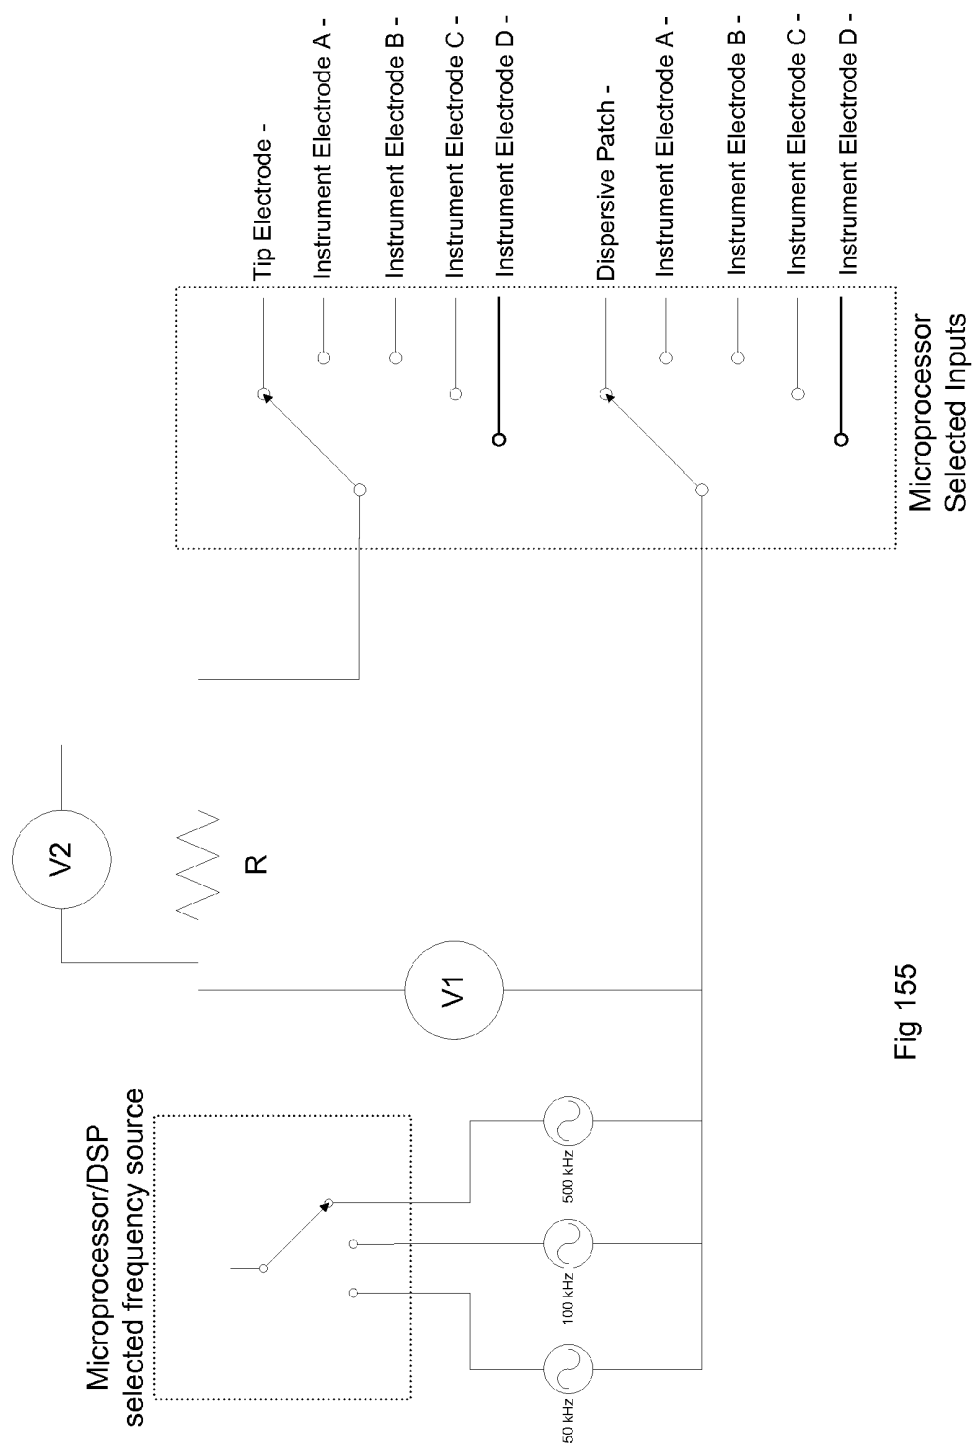 Microprocessor/DSP
selected frequency source
50 kHz
100 kHz
500 kHz
V1
V2
R
Tip Electrode -
Instrument Electrode A -
Instrument Electrode B -
Instrument Electrode C -
Instrument Electrode D -
Dispersive Patch -
Instrument Electrode A -
Instrument Electrode B -
Instrument Electrode C -
Instrument Electrode D -
Microprocessor
Selected Inputs
Fig 155